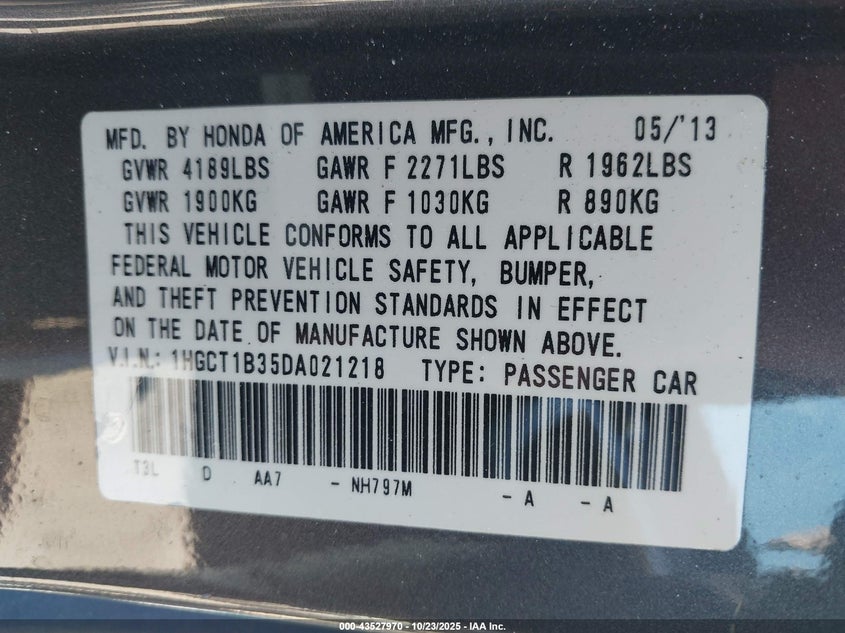 MFD. BY HONDA OF AMERICA MFG., INC. 05/'13
GVWR 4189LBS GAWR F 2271LBS R 1962LBS
GVWR 1900KG GAWR F 1030KG R 890KG
THIS VEHICLE CONFORMS TO ALL APPLICABLE
FEDERAL MOTOR VEHICLE SAFETY, BUMPER,
AND THEFT PREVENTION STANDARDS IN EFFECT
ON THE DATE OF MANUFACTURE SHOWN ABOVE.
V.I.N.: 1HGCT1B35DA021218 TYPE: PASSENGER CAR
T3L D AA7 - NH797M - A - A
000-43527970 - 10/23/2025 - IAA Inc.